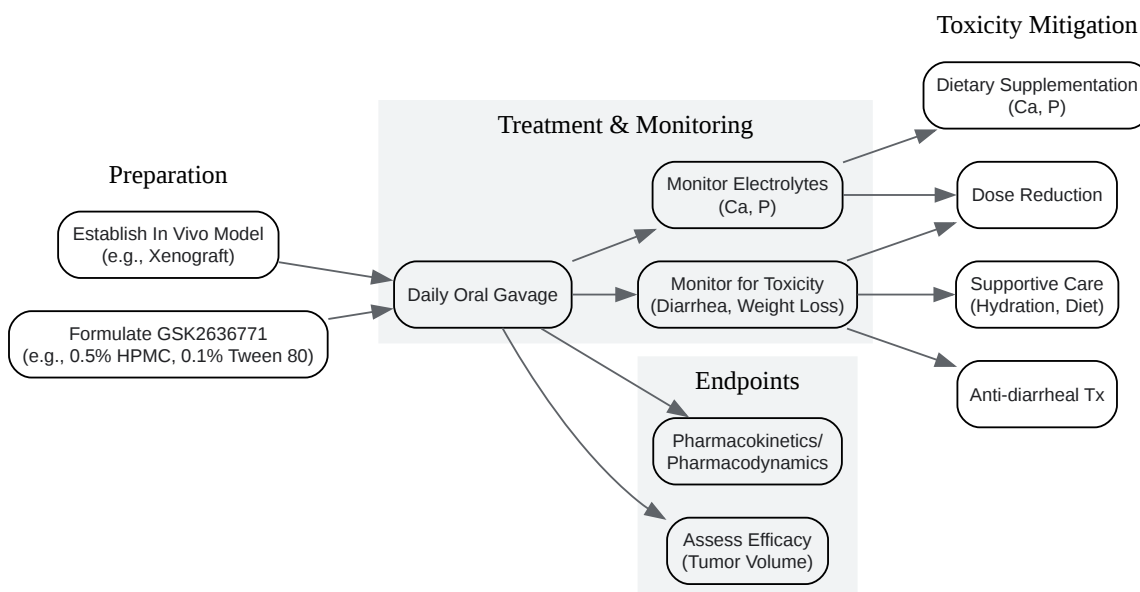 Preparation
Establish In Vivo Model
(e.g., Xenograft)
Formulate GSK2636771
(e.g., 0.5% HPMC, 0.1% Tween 80)
Treatment & Monitoring
Daily Oral Gavage
Monitor Electrolytes
(Ca, P)
Monitor for Toxicity
(Diarrhea, Weight Loss)
Endpoints
Pharmacokinetics/
Pharmacodynamics
Assess Efficacy
(Tumor Volume)
Toxicity Mitigation
Dietary Supplementation
(Ca, P)
Dose Reduction
Supportive Care
(Hydration, Diet)
Anti-diarrheal Tx